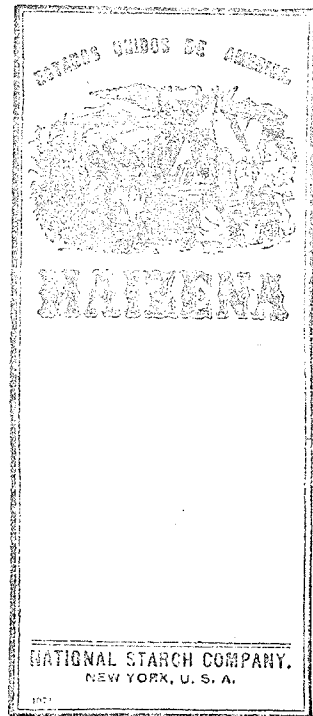 ESTADOS UNIDOS DE AMERICA.
MAIZENA
NATIONAL STARCH COMPANY.
NEW YORK, U. S. A.